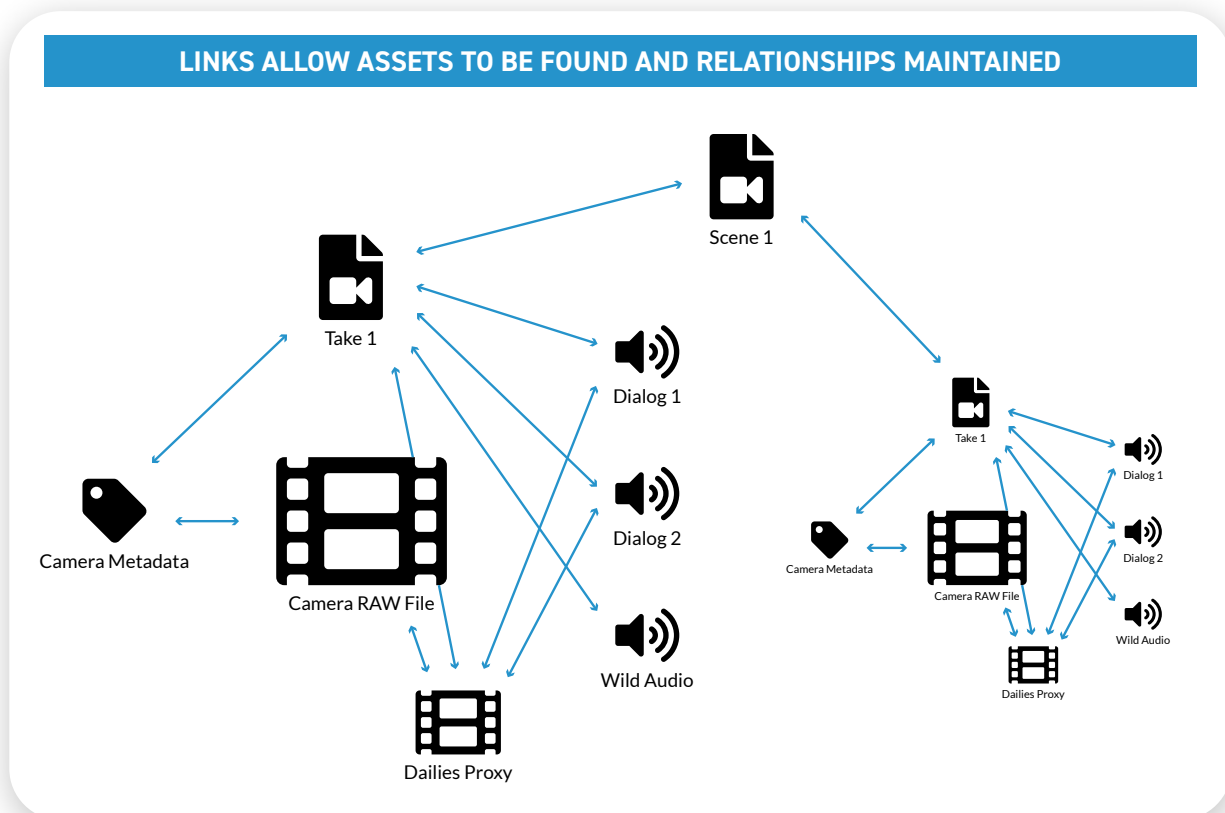 LINKS ALLOW ASSETS TO BE FOUND AND RELATIONSHIPS MAINTAINED
Scene 1
Take 1
Dialog 1
Dialog 2
Camera Metadata
Camera RAW File
Wild Audio
Dailies Proxy
Take 1
Dialog 1
Dialog 2
Camera Metadata
Camera RAW File
Wild Audio
Dailies Proxy